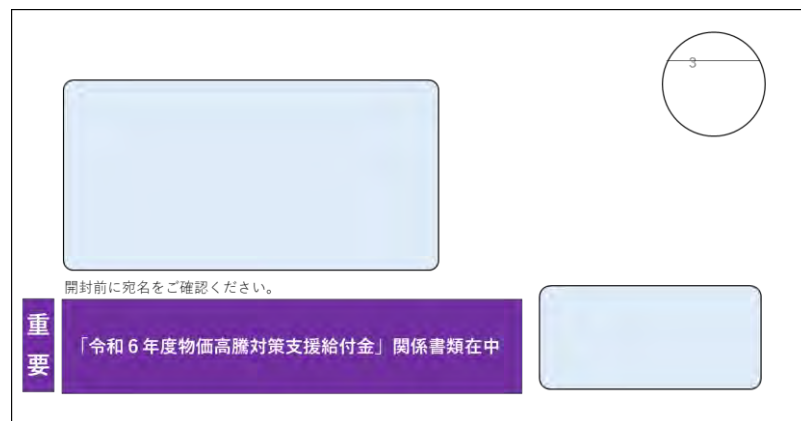 3
開封前に宛名をご確認ください。
重要
「令和６年度物価高騰対策支援給付金」関係書類在中